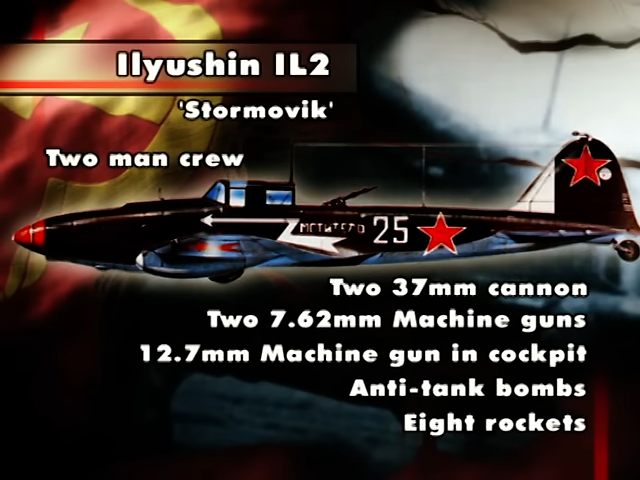 Ilyushin IL2
'Stormovik'
Two man crew
МСТИТЕЛЬ
25
Two 37mm cannon
Two 7.62mm Machine guns
12.7mm Machine gun in cockpit
Anti-tank bombs
Eight rockets